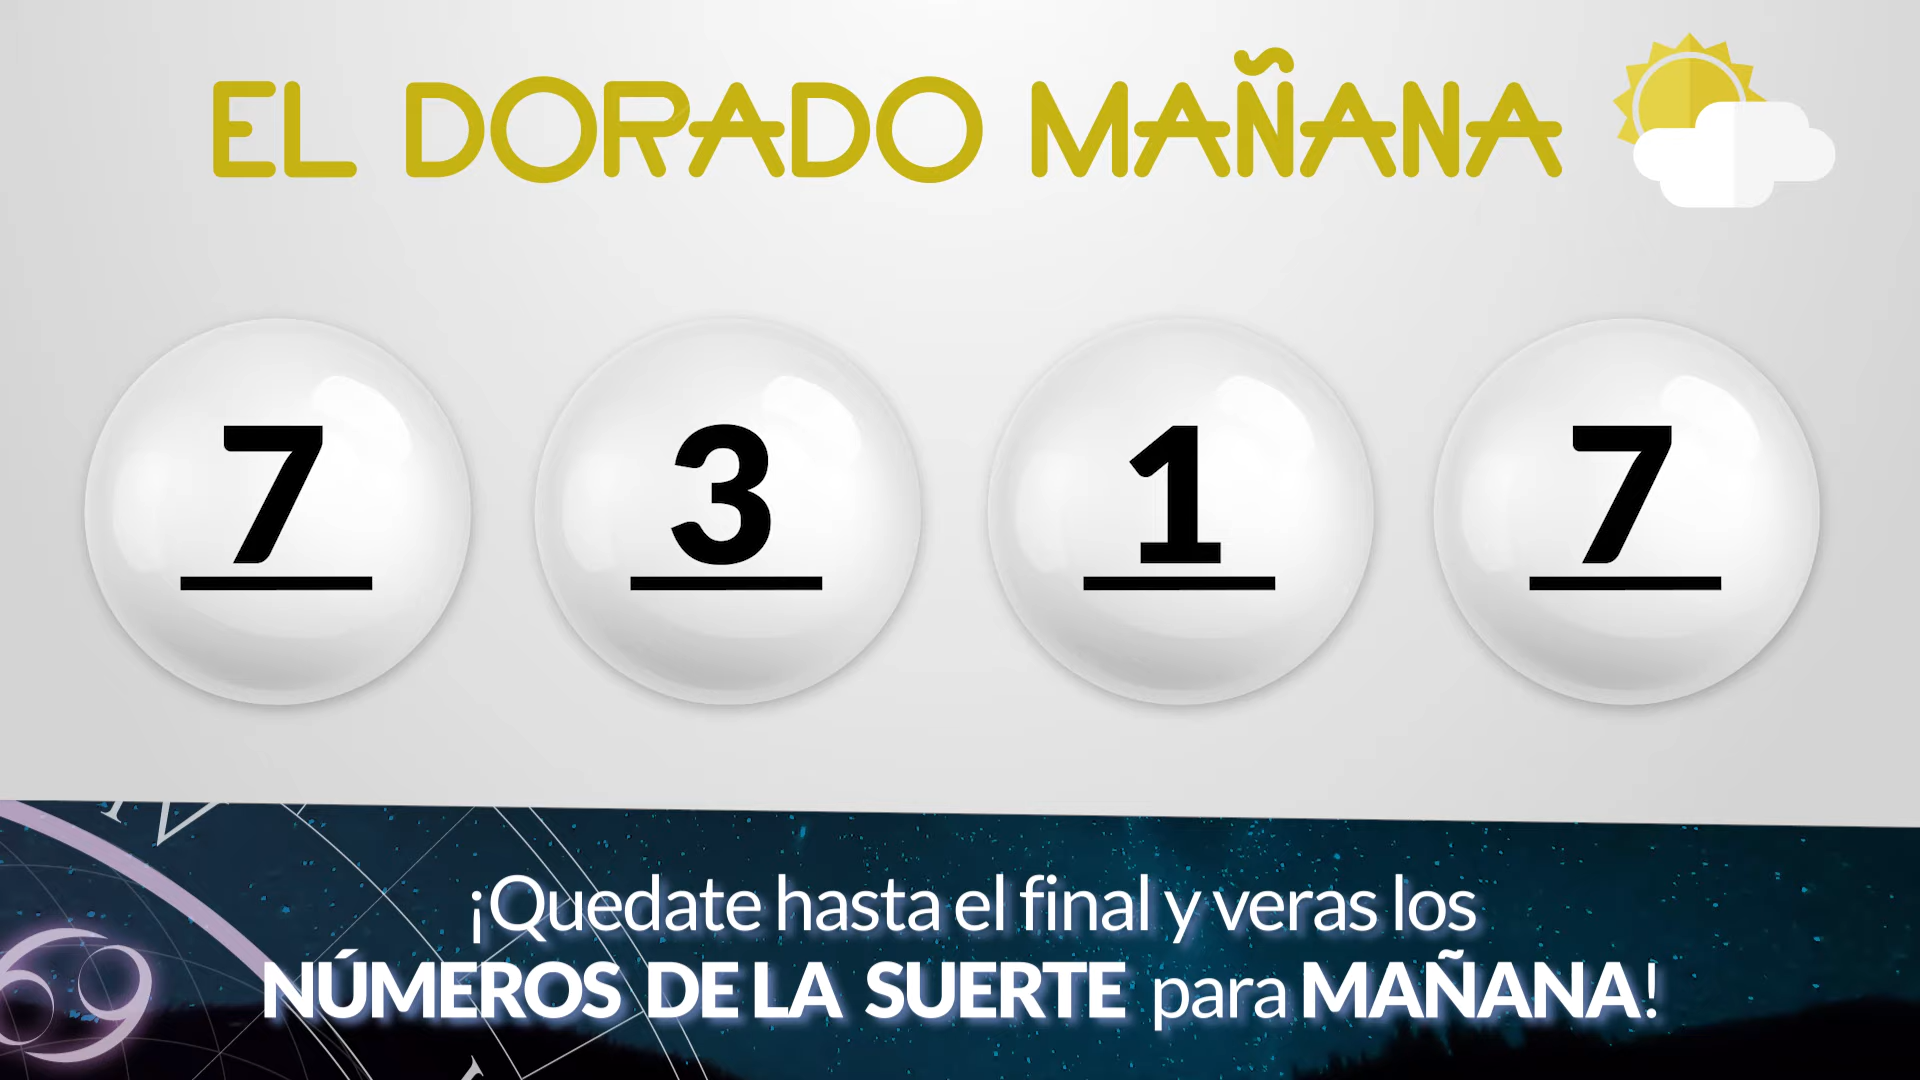 EL DORADO MAÑANA
7 3 1 7
¡Quedate hasta el final y veras los
NÚMEROS DE LA SUERTE para MAÑANA!